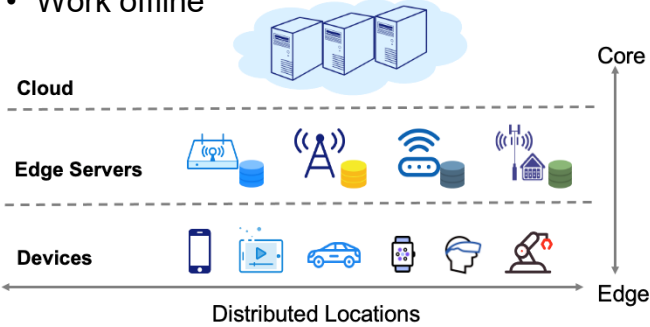 • Work offline
Core
Cloud
Edge Servers
Devices
Edge
Distributed Locations